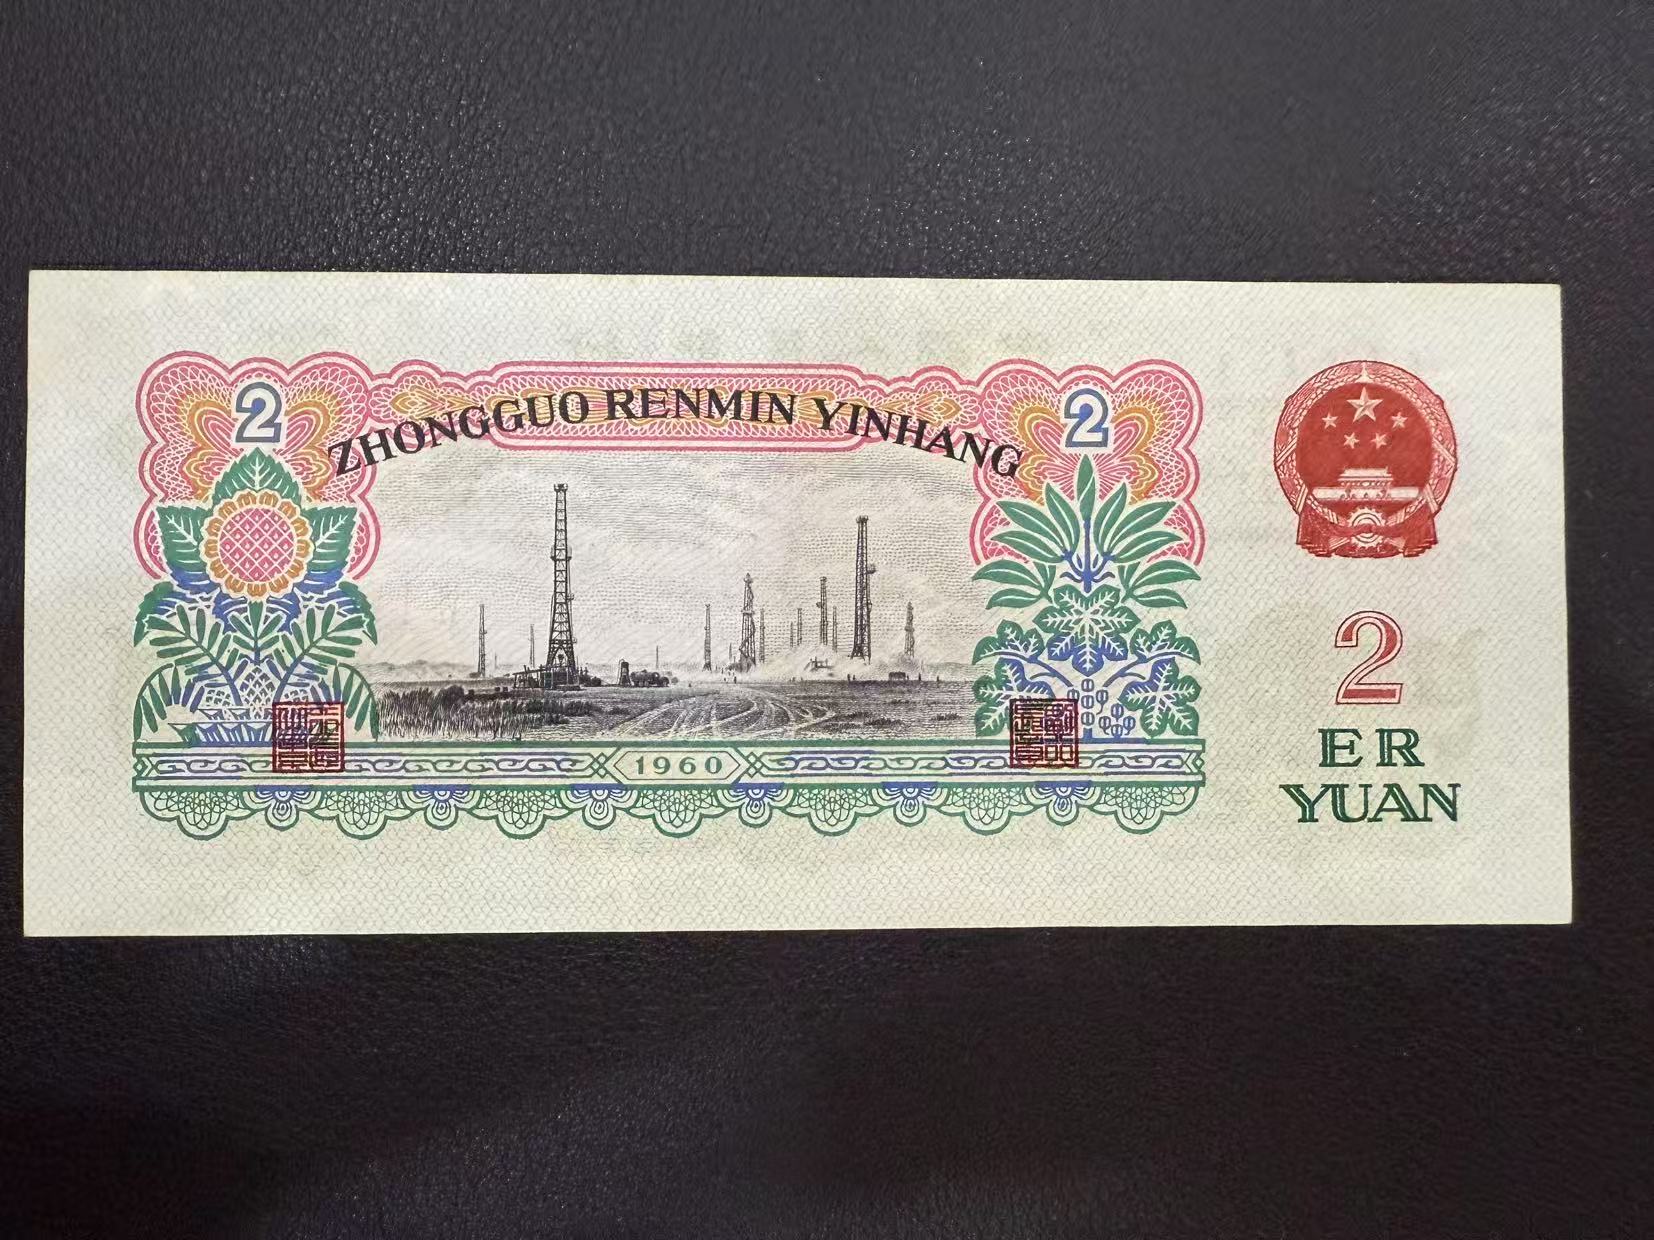 2
ZHONGGUO RENMIN YINHANG
2
1960
2
ER
YUAN